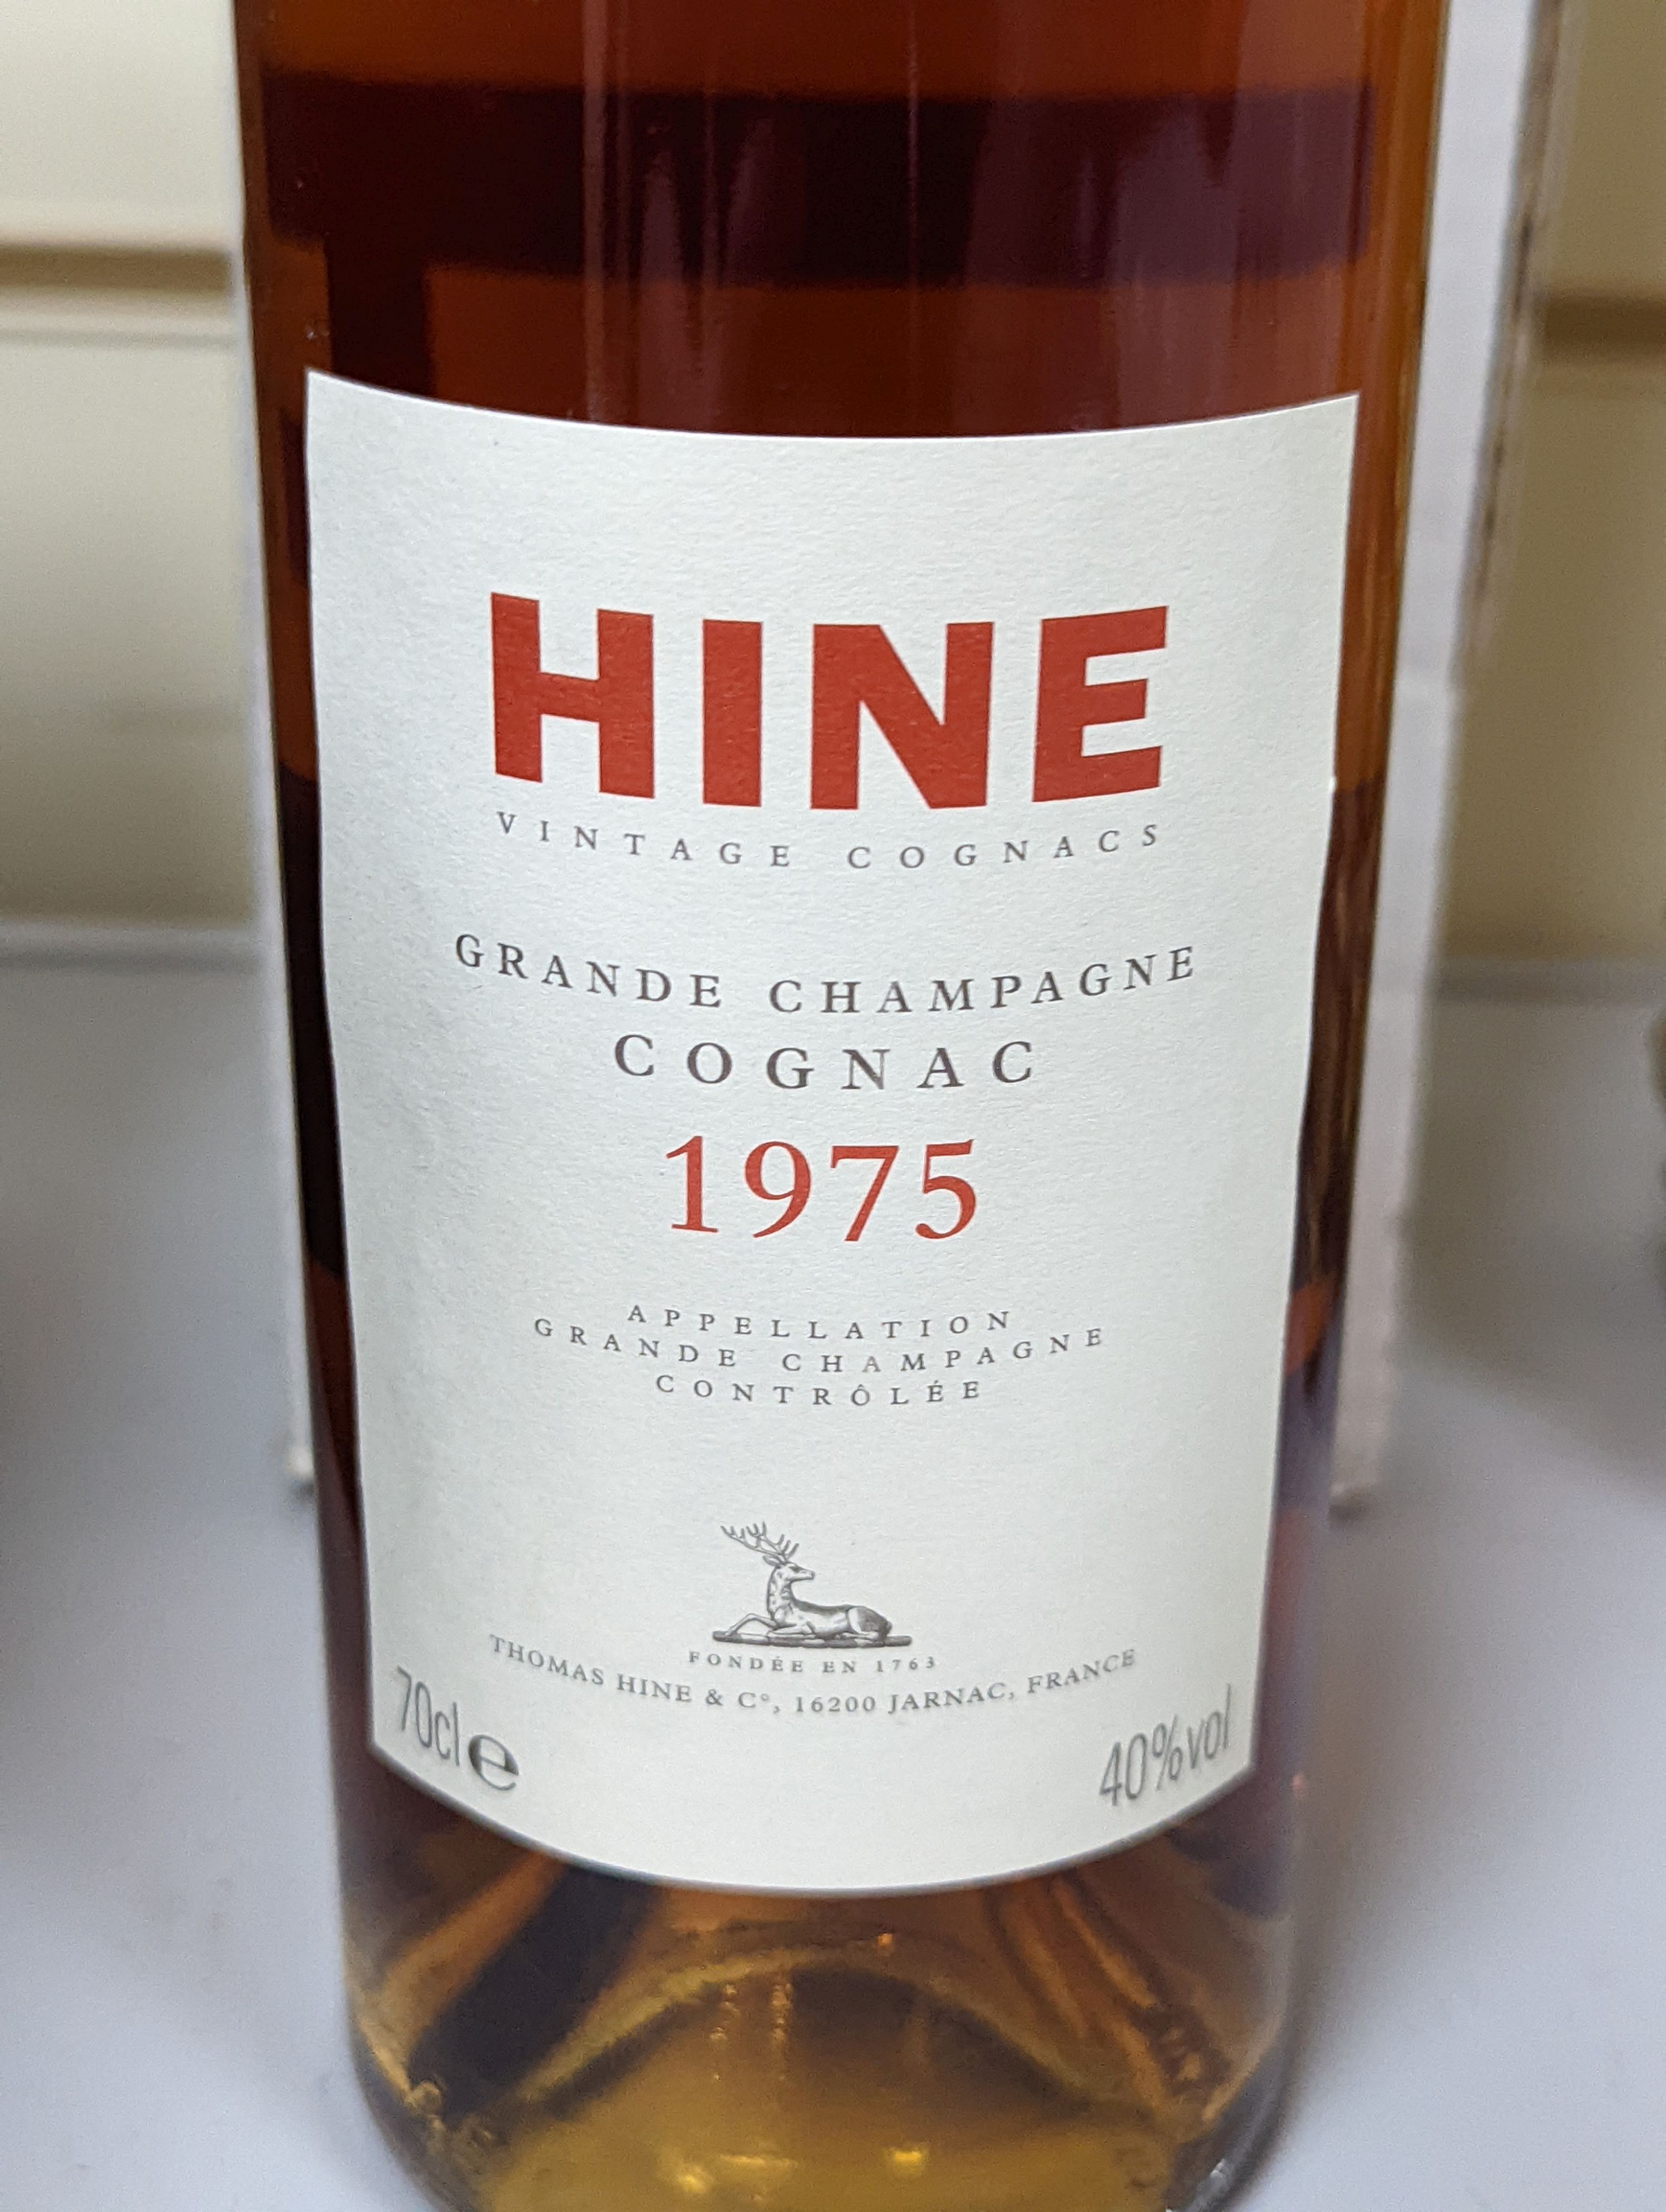 HINE
VINTAGE COGNACS
GRANDE CHAMPAGNE
COGNAC
1975
APPELLATION
GRANDE CHAMPAGNE
CONTRÔLÉE
FONDÉE EN 1763
THOMAS HINE & C°, 16200 JARNAC, FRANCE
70cl e
40%vol